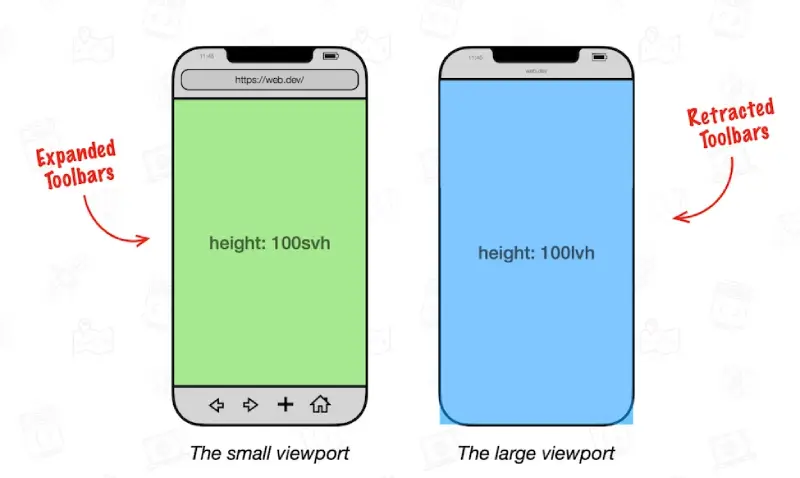 11:45
https://web.dev/
Expanded
Toolbars
height: 100svh
The small viewport
11:45
web.dev/
Retracted
Toolbars
height: 100lvh
The large viewport